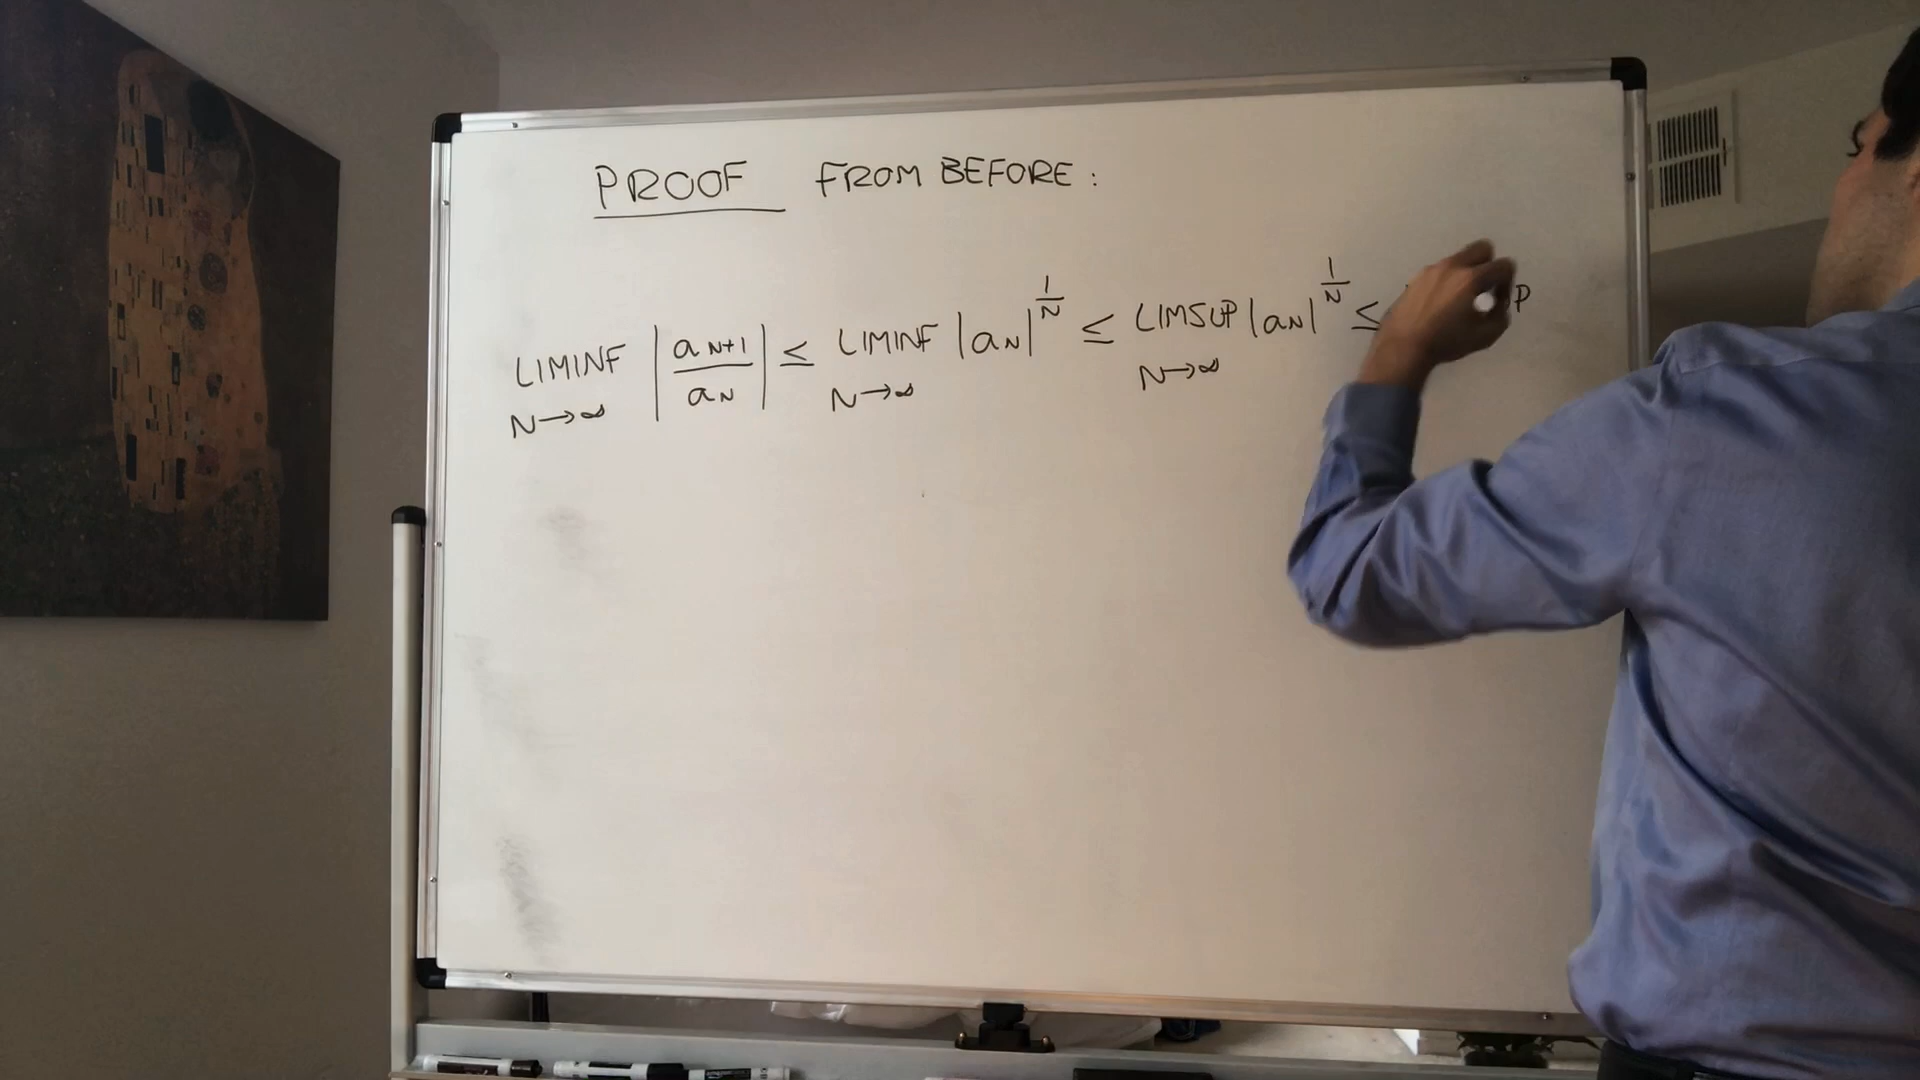 PROOF FROM BEFORE:
LIMINF |aN+1/aN| ≤ LIMINF |aN|^1/N ≤ LIMSUP |aN|^1/N ≤
N→∞ N→∞ N→∞